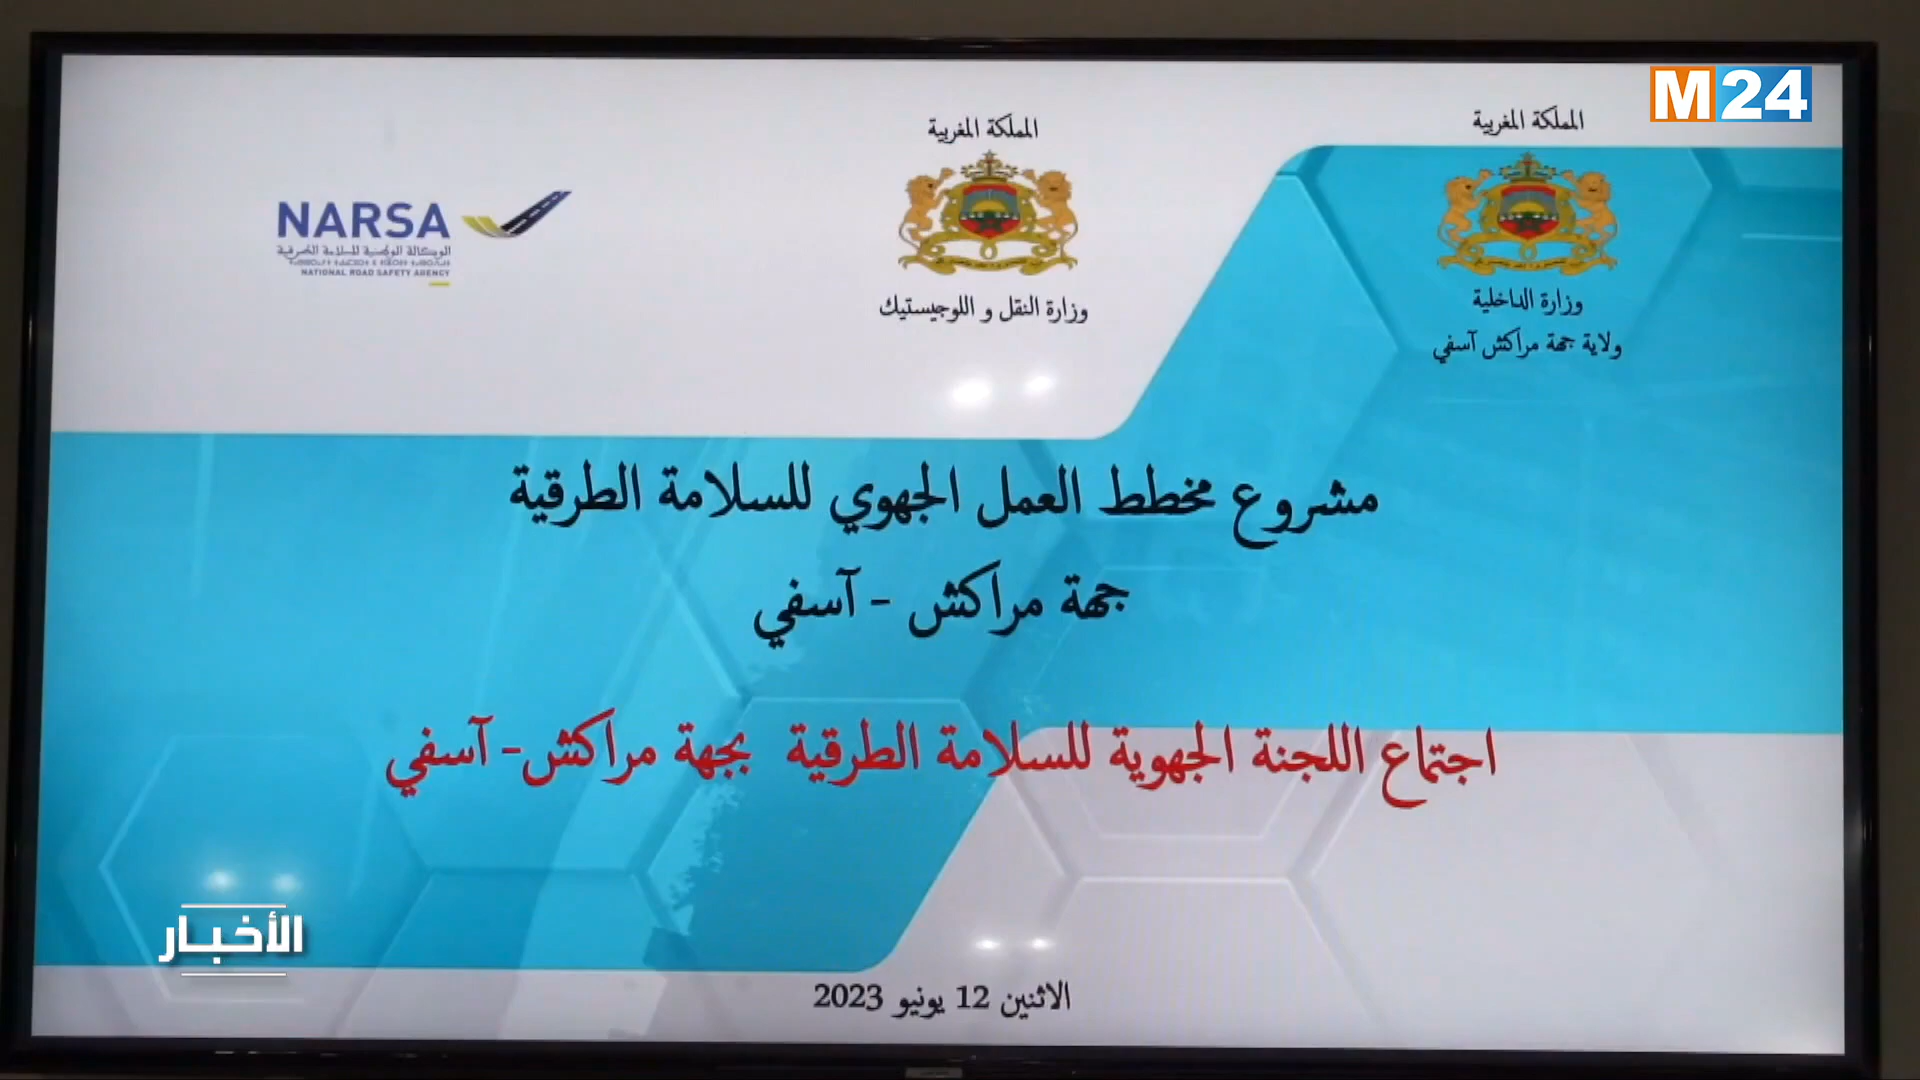 M24
المملكة المغربية
وزارة الداخلية
ولاية جهة مراكش آسفي
المملكة المغربية
وزارة النقل و اللوجيستيك
NARSA
الوكالة الوطنية للسلامة الطرقية
NATIONAL ROAD SAFETY AGENCY
مشروع مخطط العمل الجهوي للسلامة الطرقية
جهة مراكش - آسفي
اجتماع اللجنة الجهوية للسلامة الطرقية بجهة مراكش- آسفي
الاثنين 12 يونيو 2023
الأخبار